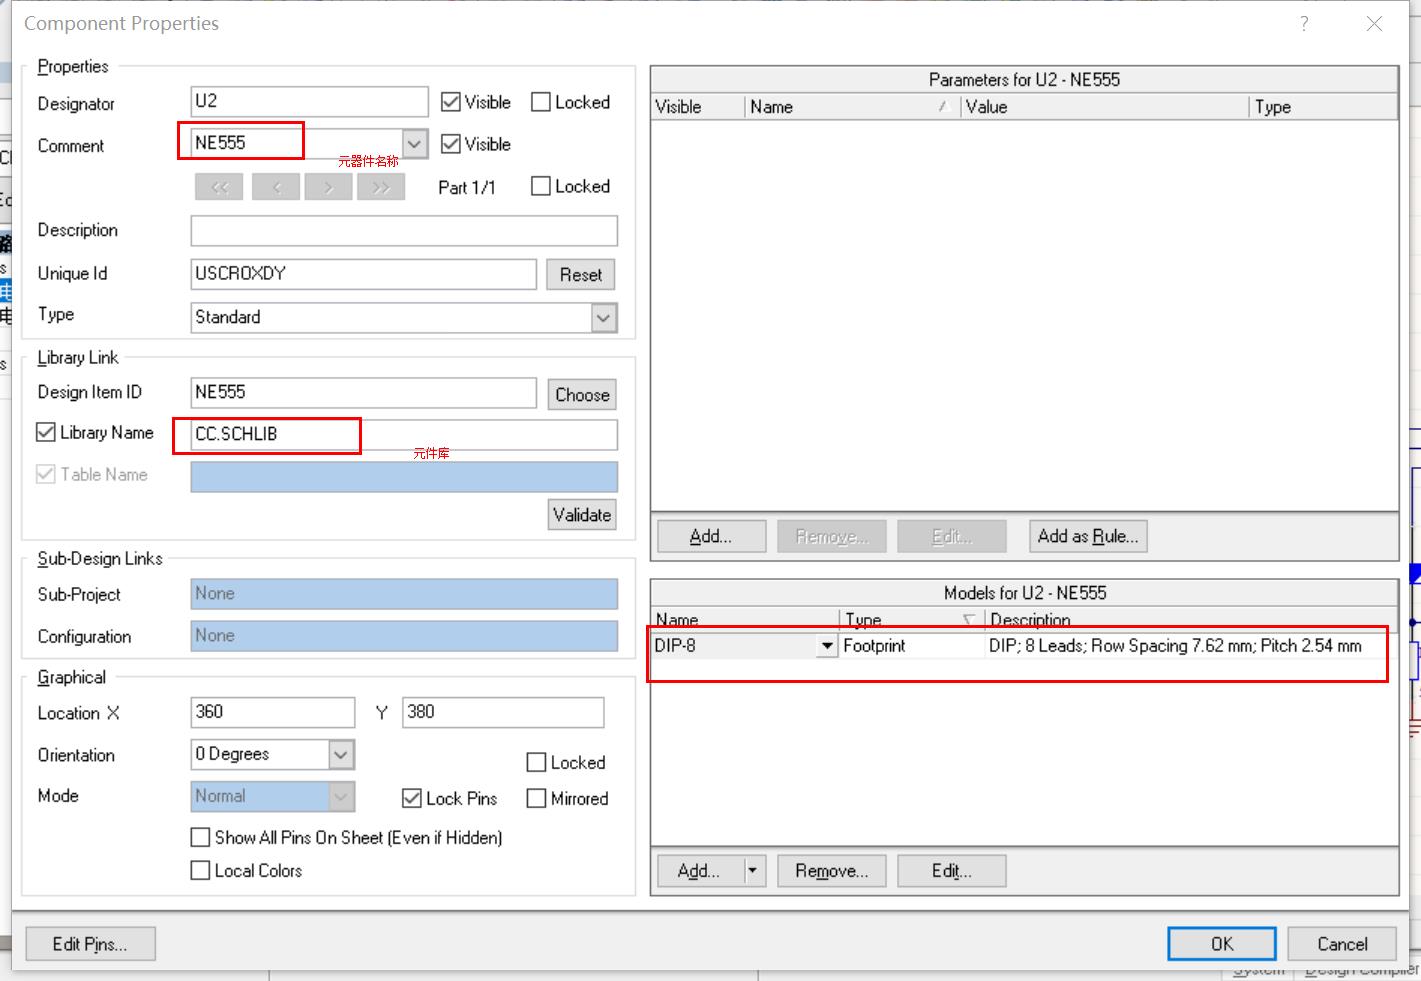 Component Properties
?
Properties
Designator
U2
Visible
Locked
Comment
NE555
Visible
元器件名称
<<
<
>
>>
Part 1/1
Locked
Description
Unique Id
USCROXDY
Reset
Type
Standard
Library Link
Design Item ID
NE555
Choose
Library Name
CC.SCHLIB
元件库
Table Name
Validate
Sub-Design Links
Sub-Project
None
Configuration
None
Graphical
Location X
360
Y
380
Orientation
0 Degrees
Locked
Mode
Normal
Lock Pins
Mirrored
Show All Pins On Sheet (Even if Hidden)
Local Colors
Parameters for U2 - NE555
Visible
Name
Value
Type
Add...
Remove...
Edit...
Add as Rule...
Models for U2 - NE555
Name
Type
Description
DIP-8
Footprint
DIP; 8 Leads; Row Spacing 7.62 mm; Pitch 2.54 mm
Add...
Remove...
Edit...
Edit Pins...
OK
Cancel
System
Design Compiler